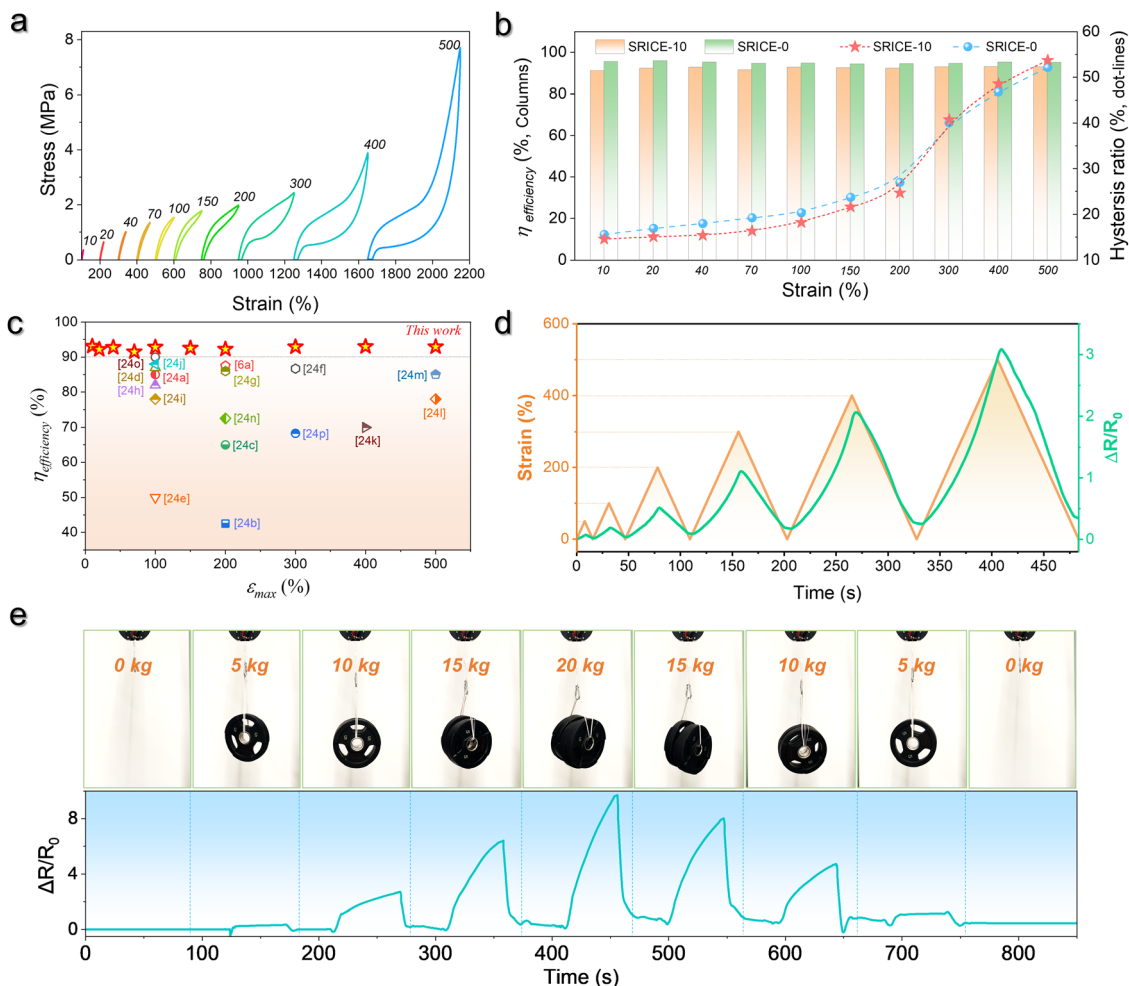 a
8
6
4
2
0
Stress (MPa)
10
20
40
70
100
150
200
300
400
500
200 400 600 800 1000 1200 1400 1600 1800 2000 2200
Strain (%)
b
SRICE-10
SRICE-0
SRICE-10
SRICE-0
100
80
60
40
20
0
η efficiency (%, Columns)
60
50
40
30
20
10
Hystersis ratio (%, dot-lines)
10 20 40 70 100 150 200 300 400 500
Strain (%)
c
This work
100
90
80
70
60
50
40
ηefficiency (%)
[24o]
[24j]
[24d]
[24a]
[24h]
[24i]
[24e]
[6a]
[24g]
[24n]
[24c]
[24b]
[24f]
[24p]
[24k]
[24m]
[24l]
0 100 200 300 400 500
εmax (%)
d
600
400
200
0
Strain (%)
3
2
1
0
ΔR/R0
0 50 100 150 200 250 300 350 400 450
Time (s)
e
0 kg
5 kg
10 kg
15 kg
20 kg
15 kg
10 kg
5 kg
0 kg
8
4
0
ΔR/R0
0 100 200 300 400 500 600 700 800
Time (s)